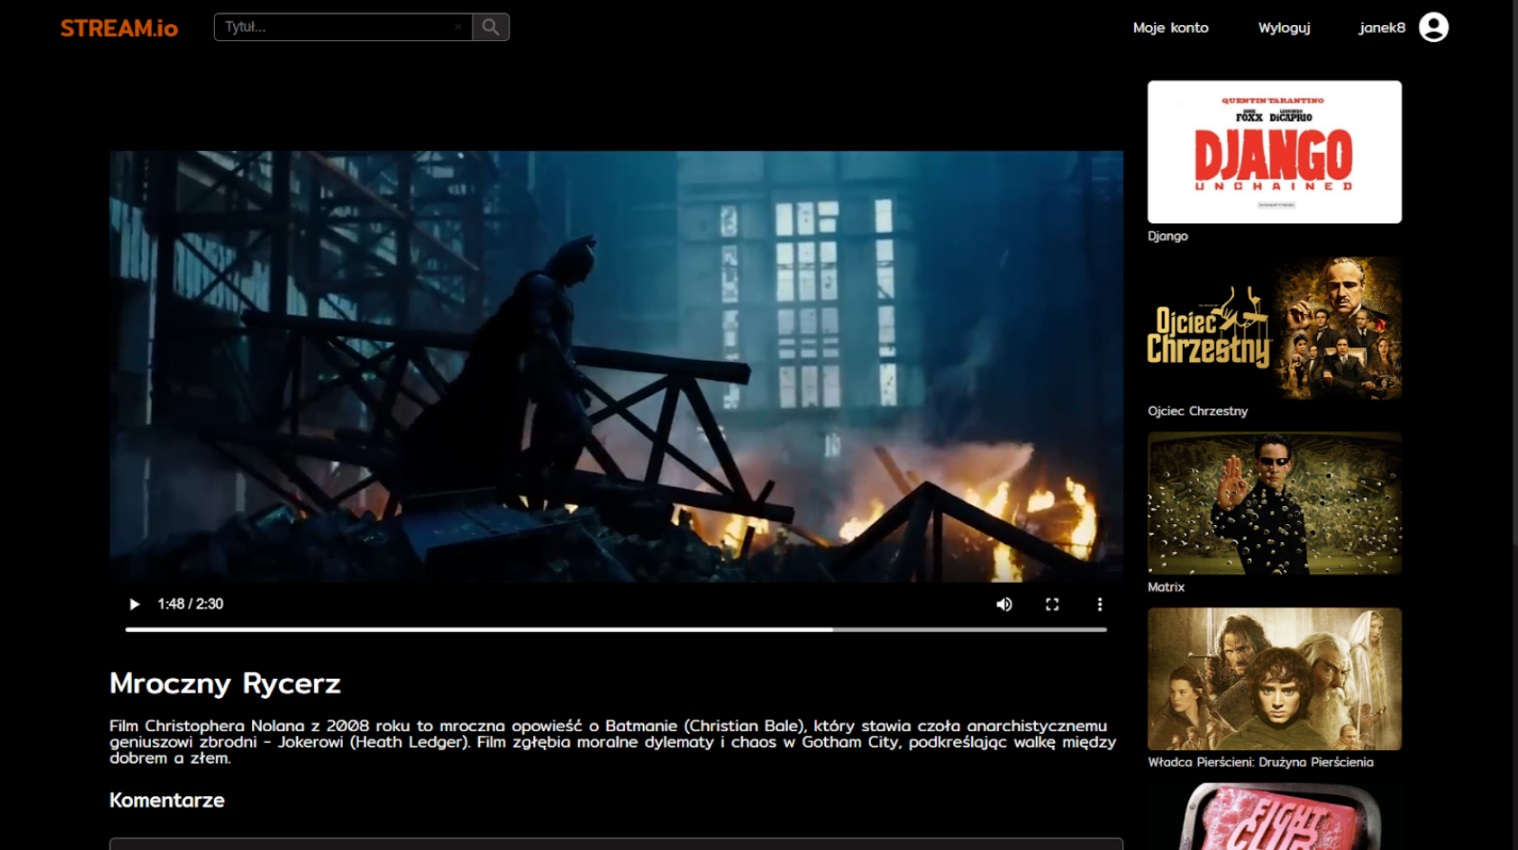 STREAM.io
Tytuł...
Moje konto
Wyloguj
janek8
QUENTIN TARANTINO
FOXX DiCAPRIO
DJANGO
UNCHAINED
Django
Ojciec
Chrzestny
Ojciec Chrzestny
Matrix
Władca Pierścieni: Drużyna Pierścienia
FIGHT
CLUB
1:48 / 2:30
Mroczny Rycerz
Film Christophera Nolana z 2008 roku to mroczna opowieść o Batmanie (Christian Bale), który stawia czoła anarchistycznemu
geniuszowi zbrodni - Jokerowi (Heath Ledger). Film zgłębia moralne dylematy i chaos w Gotham City, podkreślając walkę między
dobrem a złem.
Komentarze